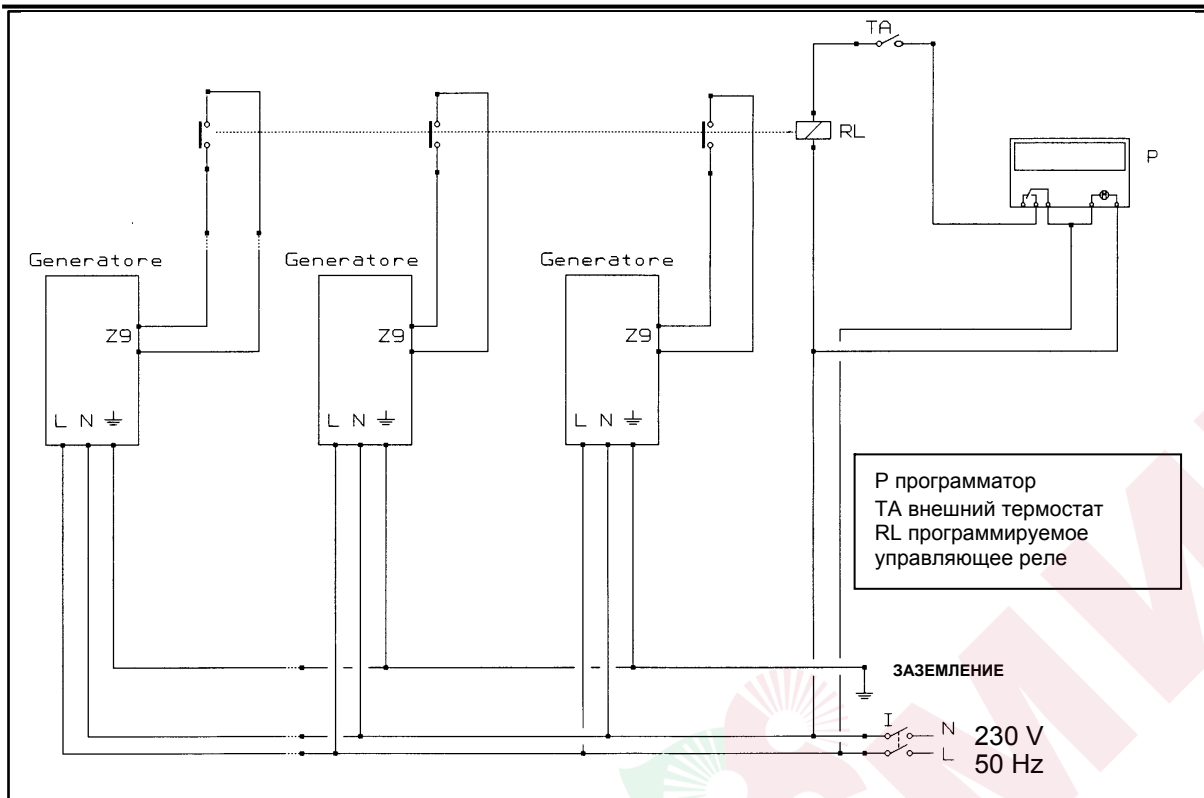 TA
RL
P
Generatore
Generatore
Generatore
Z9
Z9
Z9
L N
L N
L N
P программатор
TA внешний термостат
RL программируемое
управляющее реле
ЗАЗЕМЛЕНИЕ
I
N
230 V
L
50 Hz